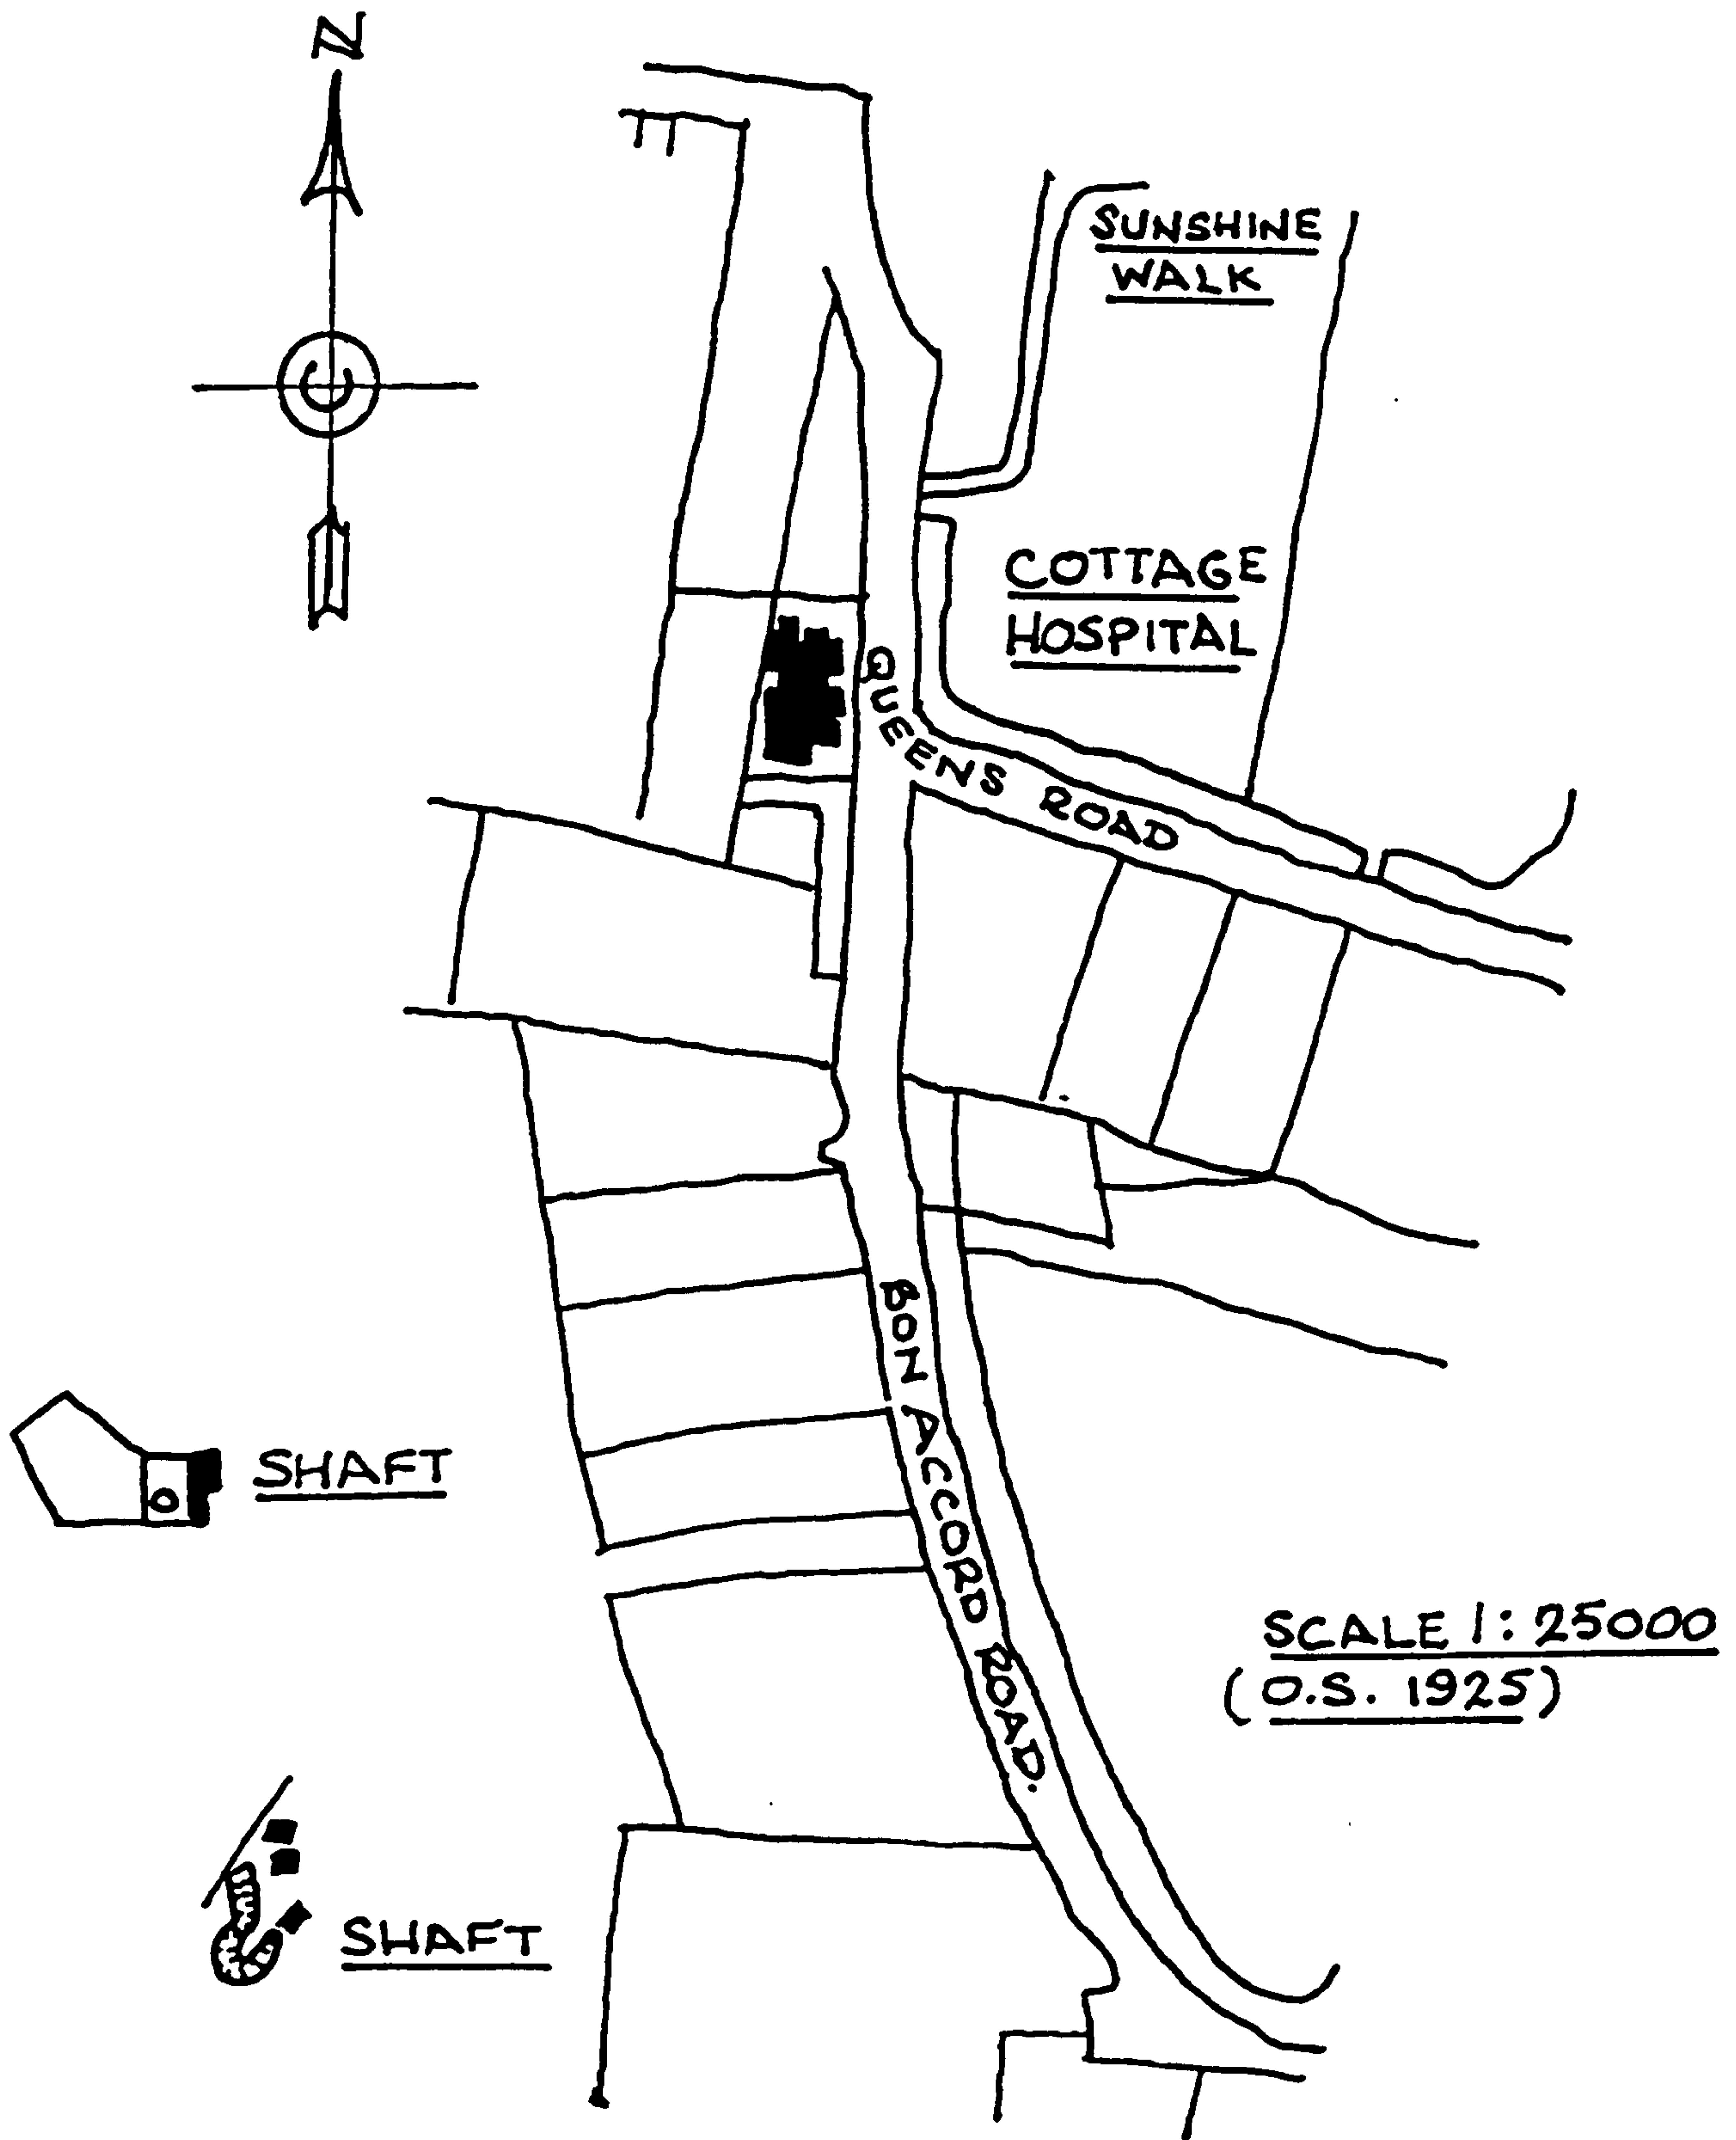 N
SUNSHINE
WALK
COTTAGE
HOSPITAL
QUEENS ROAD
BON ACCORD ROAD.
SHAFT
SCALE 1:25000
(O.S. 1925)
SHAFT